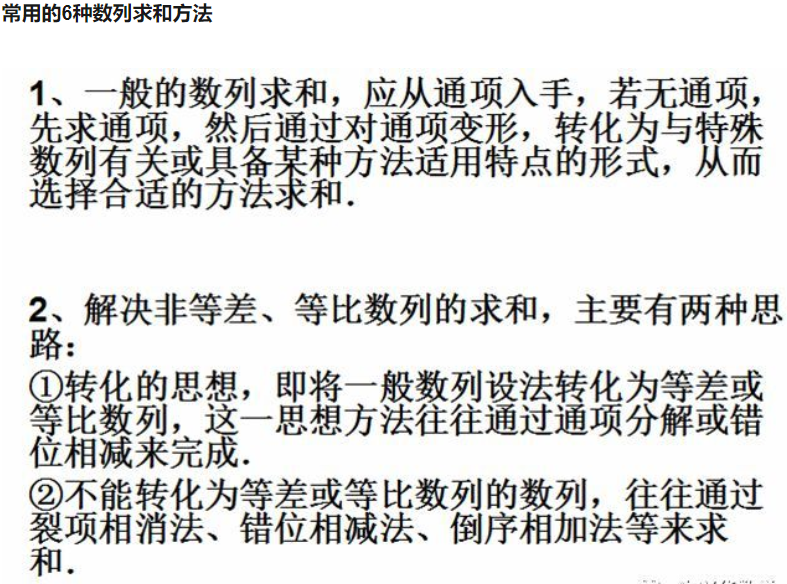 常用的6种数列求和方法
1、一般的数列求和，应从通项入手，若无通项，
先求通项，然后通过对通项变形，转化为与特殊
数列有关或具备某种方法适用特点的形式，从而
选择合适的方法求和．
2、解决非等差、等比数列的求和，主要有两种思
路：
①转化的思想，即将一般数列设法转化为等差或
等比数列，这一思想方法往往通过通项分解或错
位相减来完成．
②不能转化为等差或等比数列的数列，往往通过
裂项相消法、错位相减法、倒序相加法等来求
和．